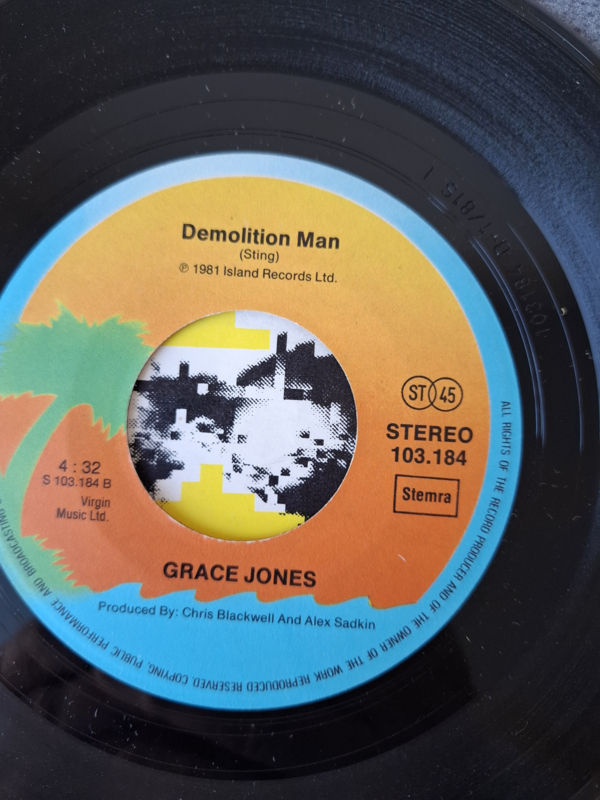 Demolition Man
(Sting)
℗ 1981 Island Records Ltd.
ST 45
STEREO
103.184
Stemra
4:32
S 103.184 B
Virgin
Music Ltd.
GRACE JONES
Produced By: Chris Blackwell And Alex Sadkin
ALL RIGHTS OF THE RECORD PRODUCER AND OF THE OWNER OF THE WORK REPRODUCED RESERVED. COPYING, PUBLIC PERFORMANCE AND BROADCASTING